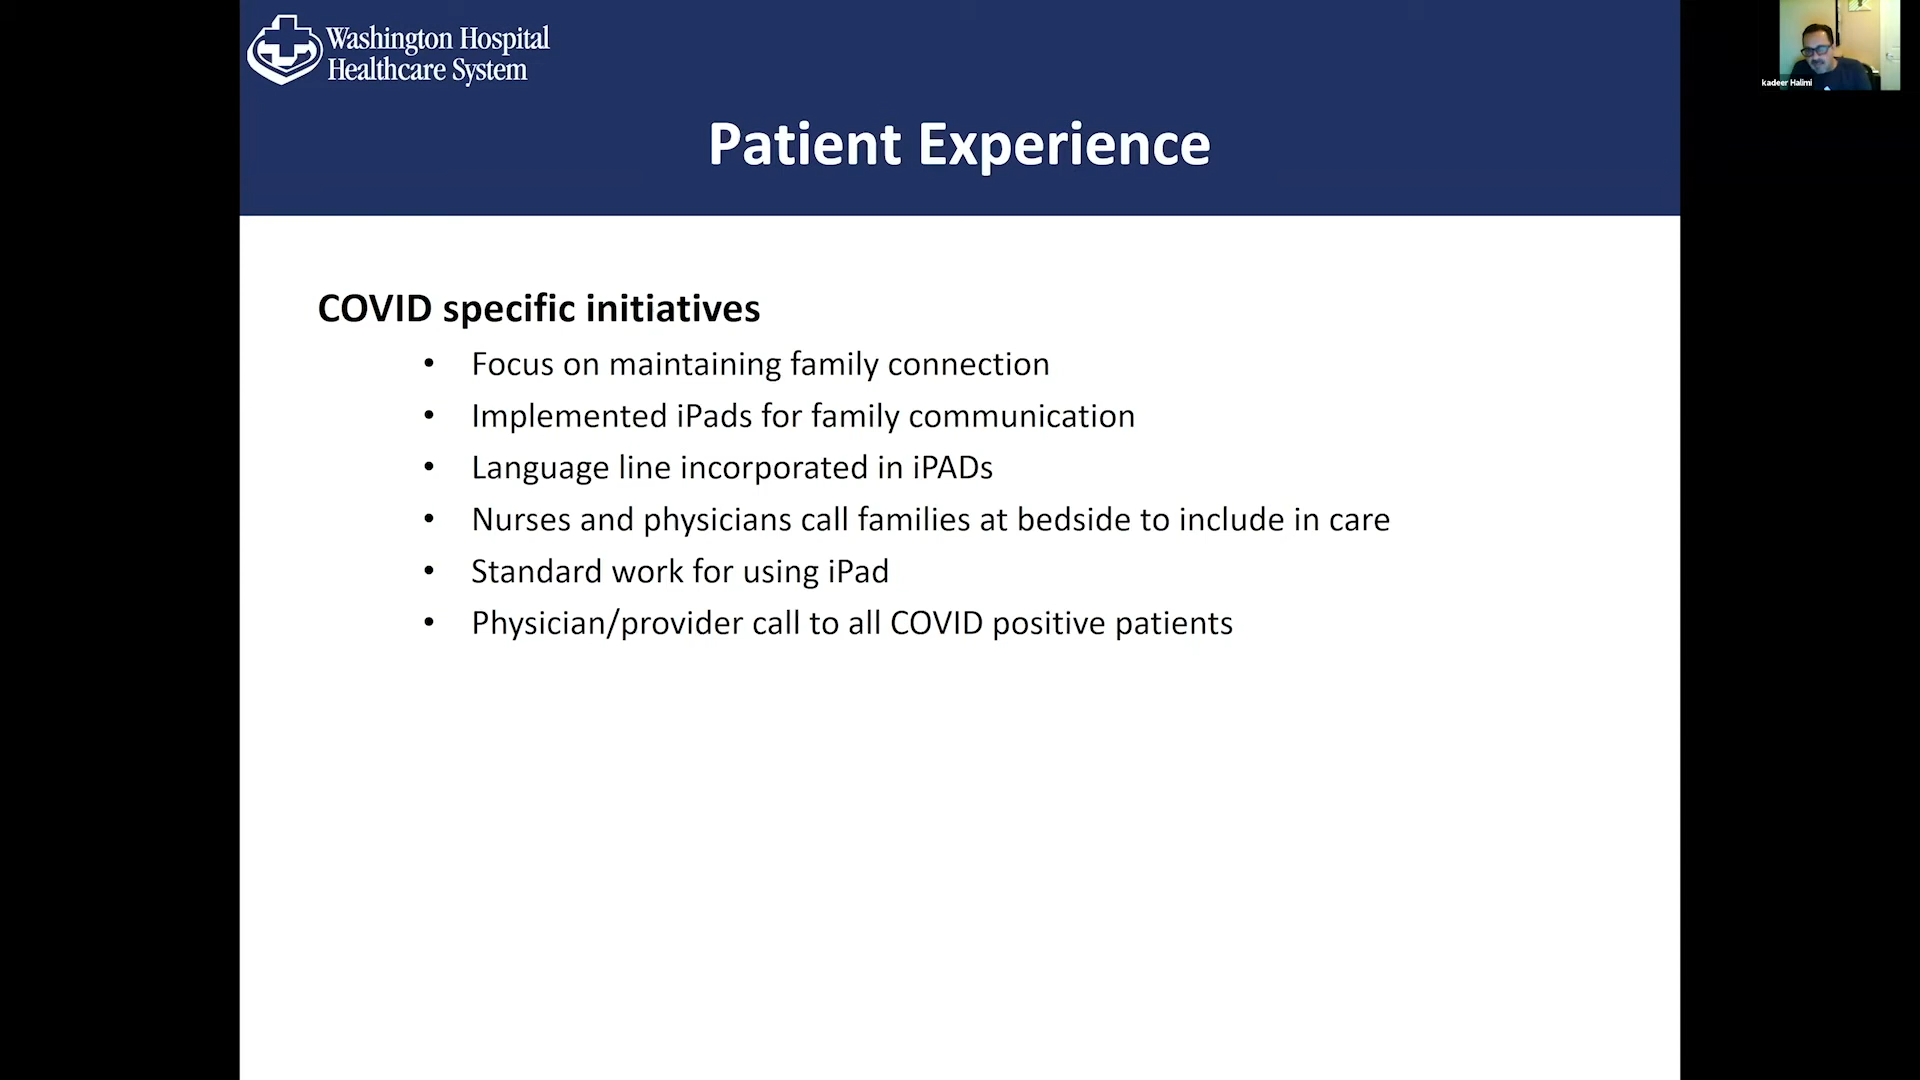 Washington Hospital
Healthcare System
kadeer Halimi
Patient Experience
COVID specific initiatives
• Focus on maintaining family connection
• Implemented iPads for family communication
• Language line incorporated in iPADs
• Nurses and physicians call families at bedside to include in care
• Standard work for using iPad
• Physician/provider call to all COVID positive patients